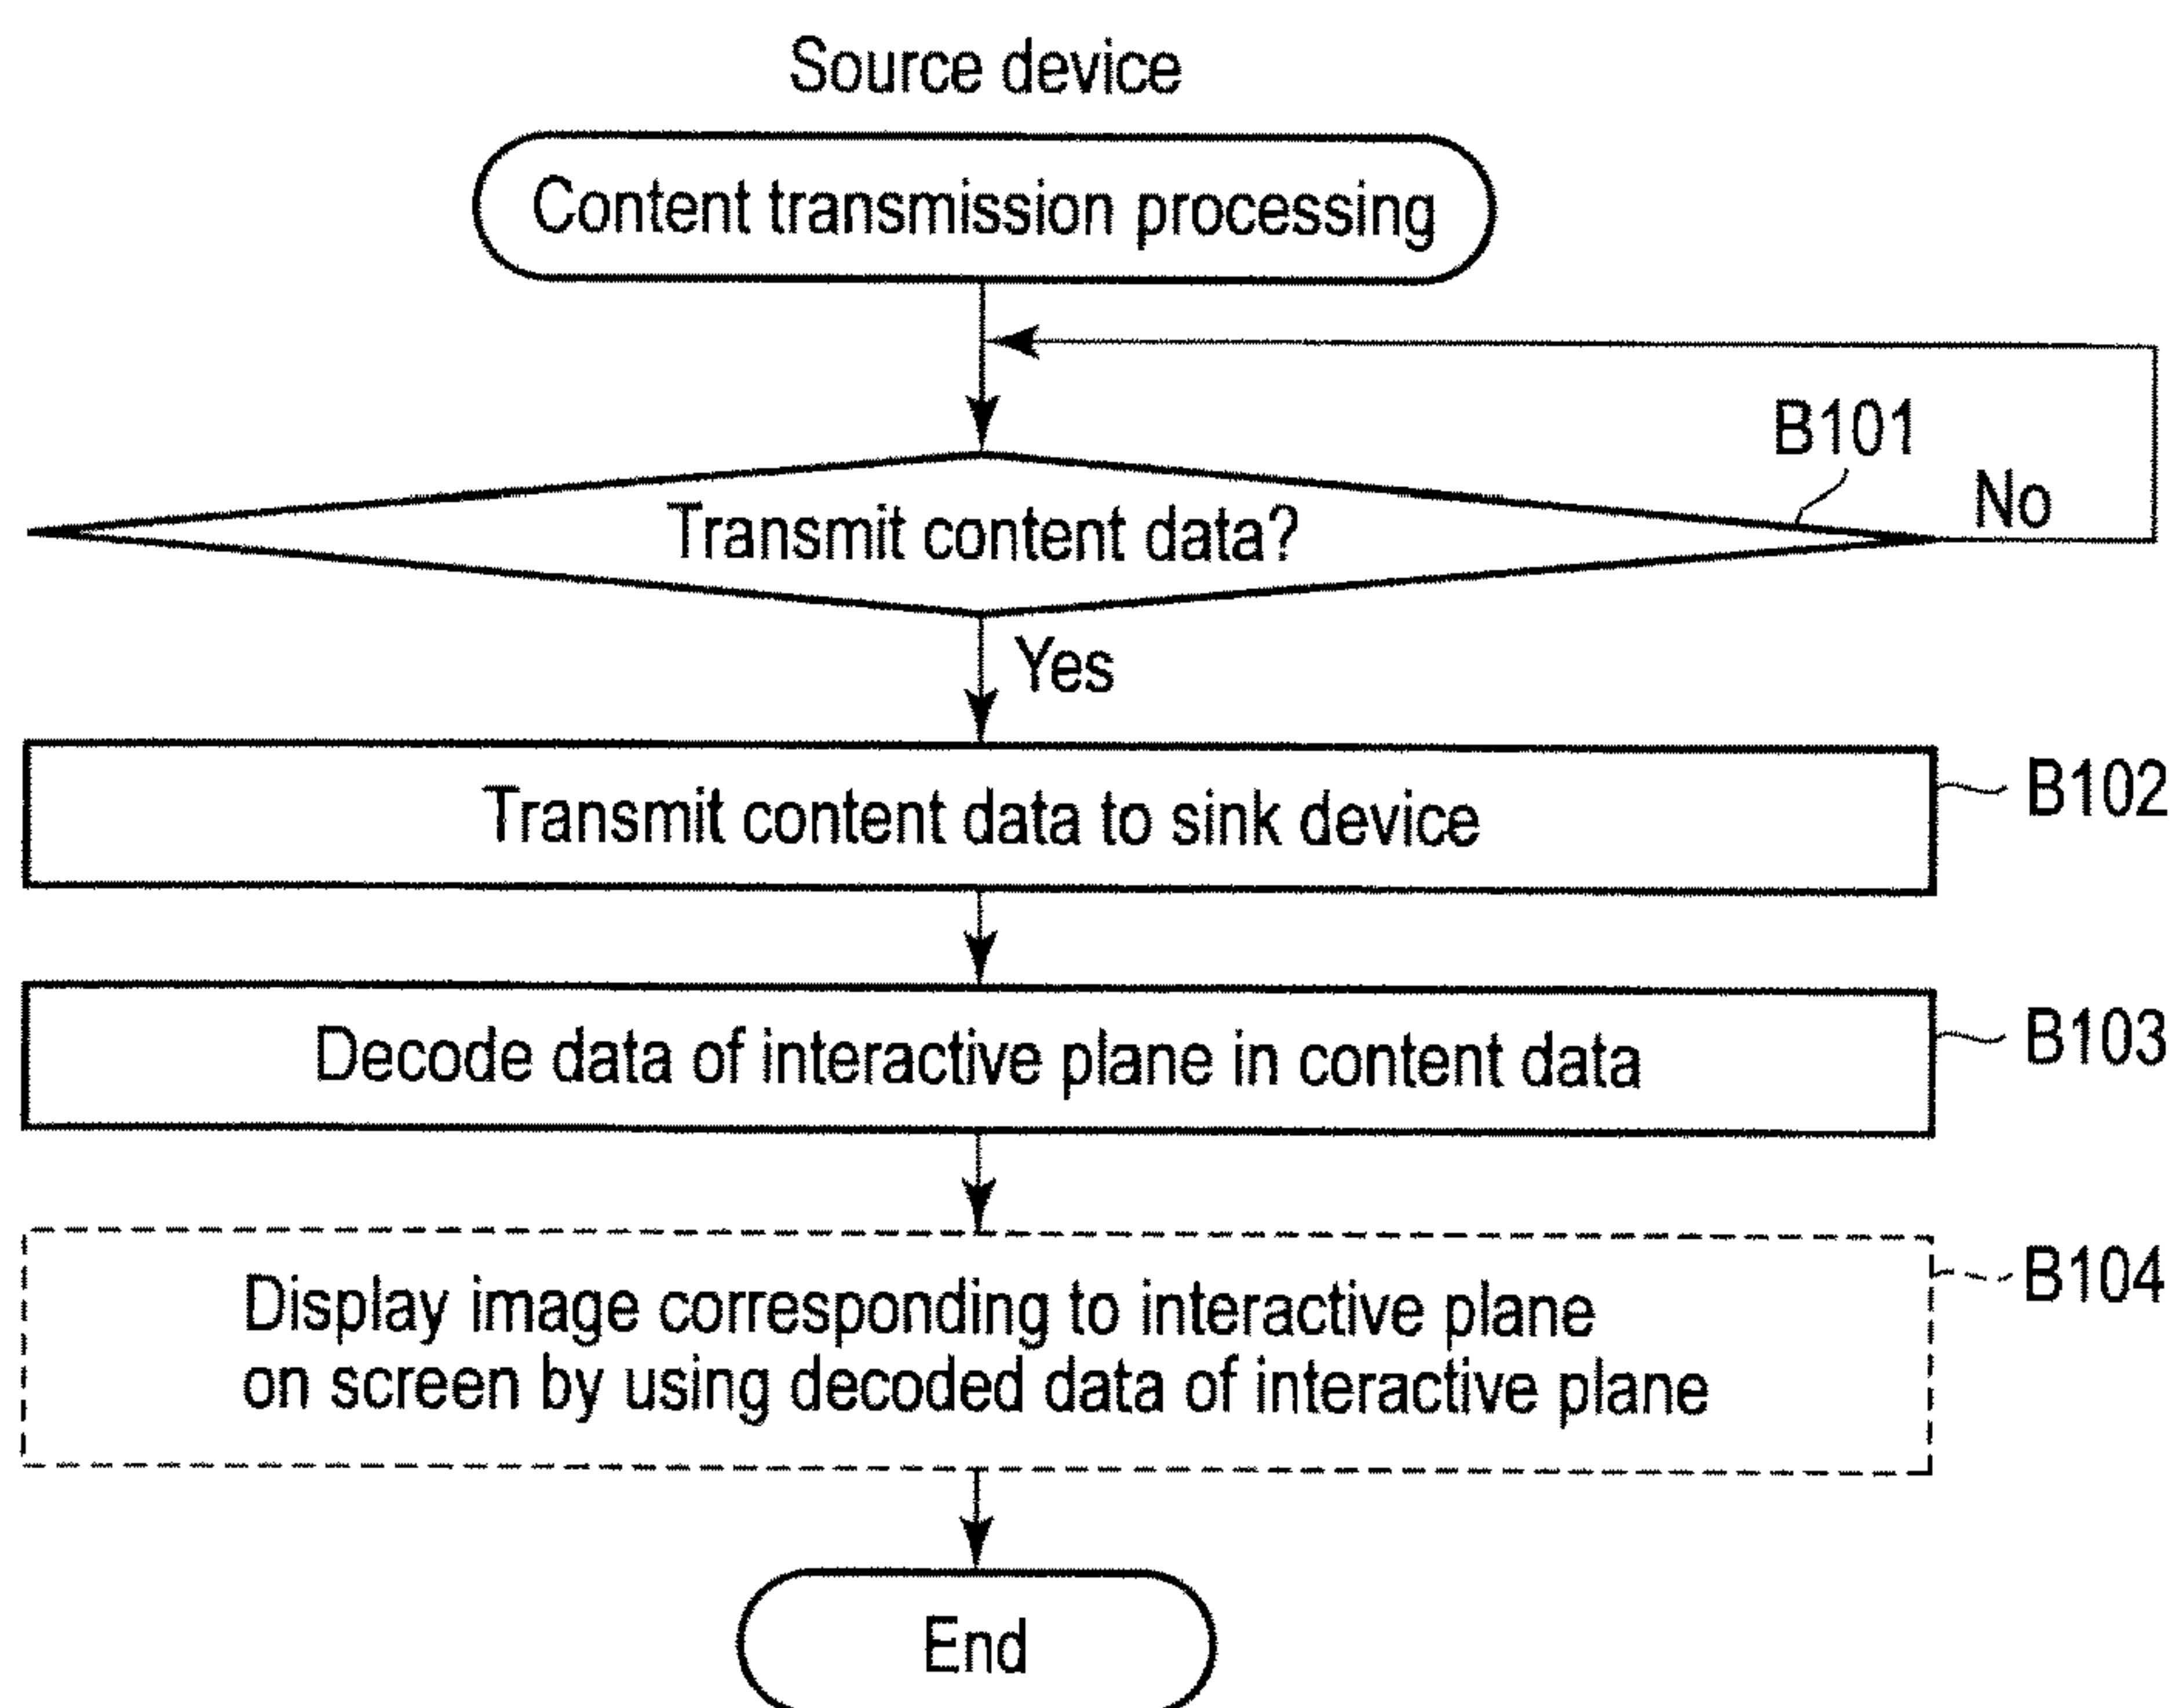 Source device
Content transmission processing
B101
No
Transmit content data?
Yes
Transmit content data to sink device
B102
Decode data of interactive plane in content data
B103
Display image corresponding to interactive plane
on screen by using decoded data of interactive plane
B104
End